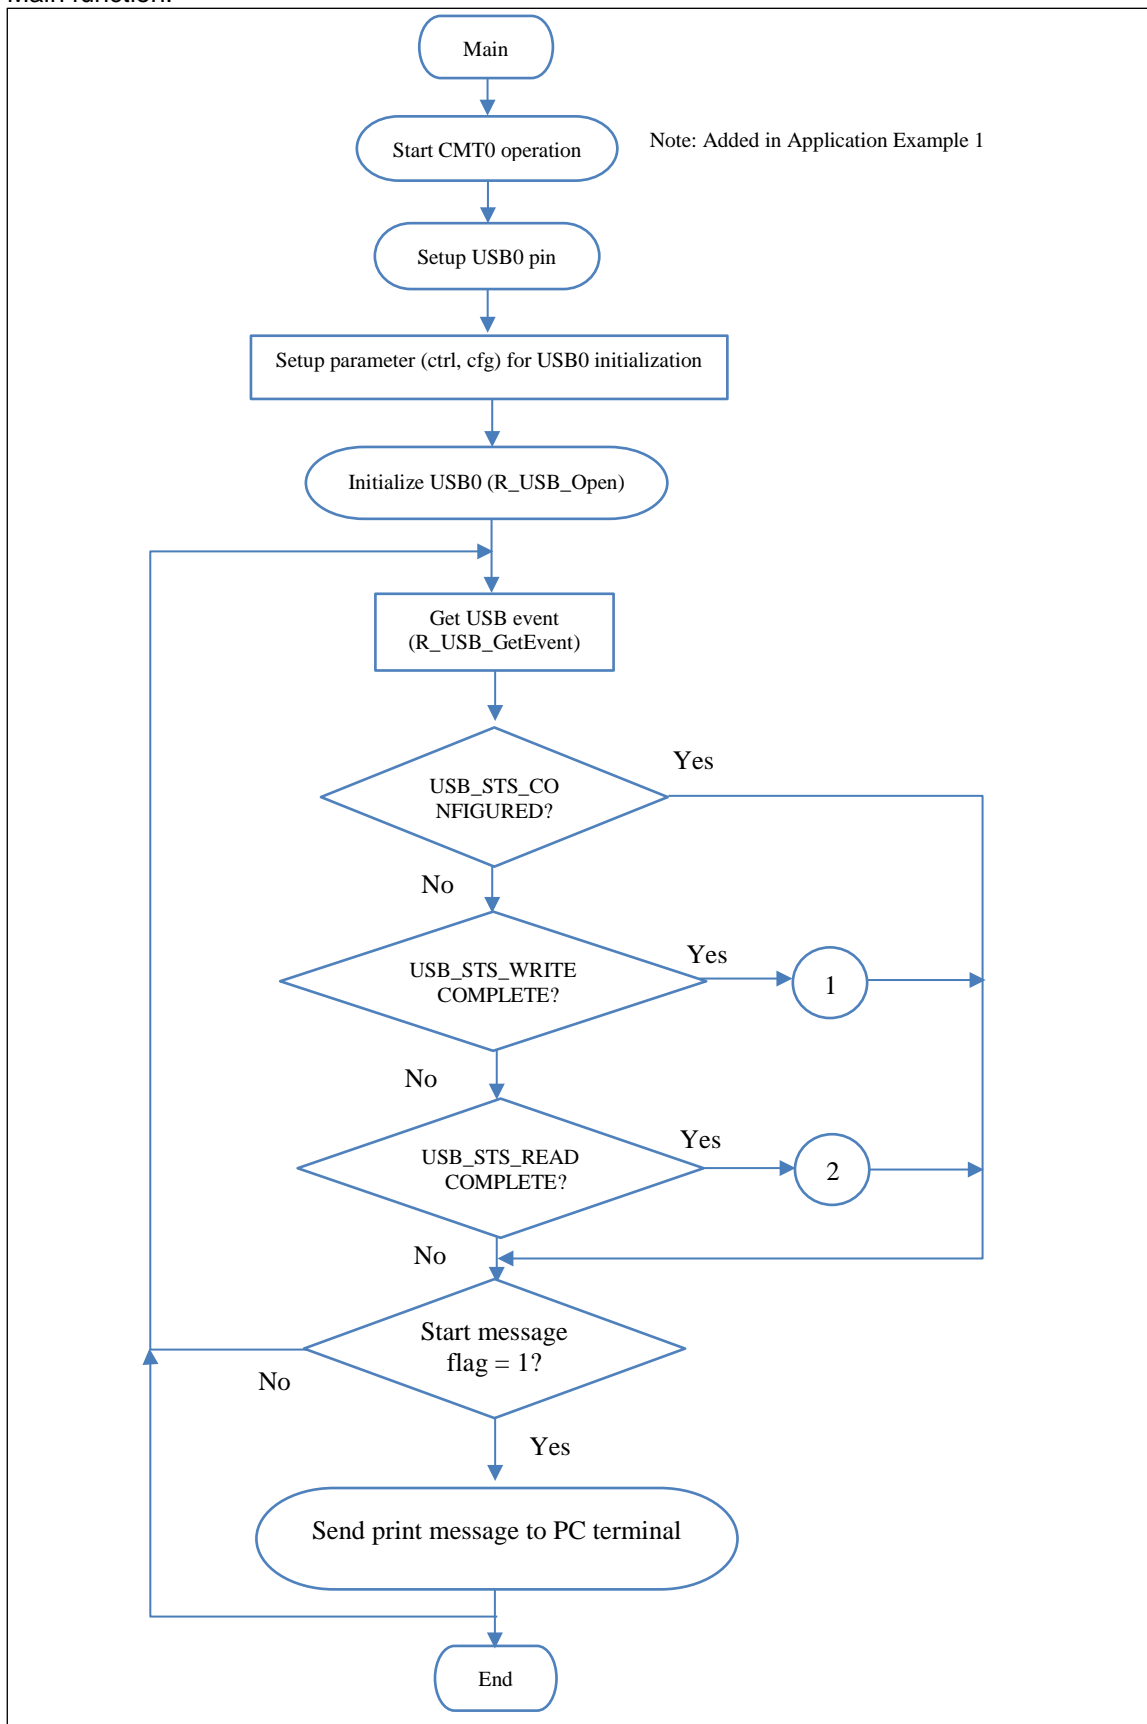 Main function:
Main
Start CMT0 operation
Note: Added in Application Example 1
Setup USB0 pin
Setup parameter (ctrl, cfg) for USB0 initialization
Initialize USB0 (R_USB_Open)
Get USB event
(R_USB_GetEvent)
Yes
USB_STS_CO
NFIGURED?
No
Yes
USB_STS_WRITE
COMPLETE?
1
No
Yes
USB_STS_READ
COMPLETE?
2
No
Start message
flag = 1?
No
Yes
Send print message to PC terminal
End